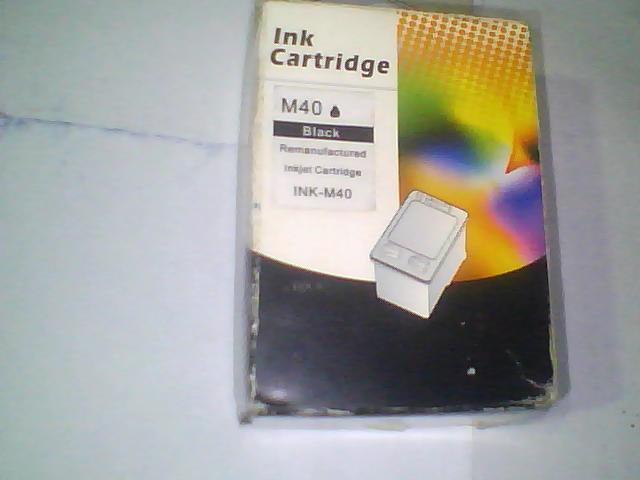 Ink
Cartridge
M40
Black
Remanufactured
Inkjet Cartridge
INK-M40